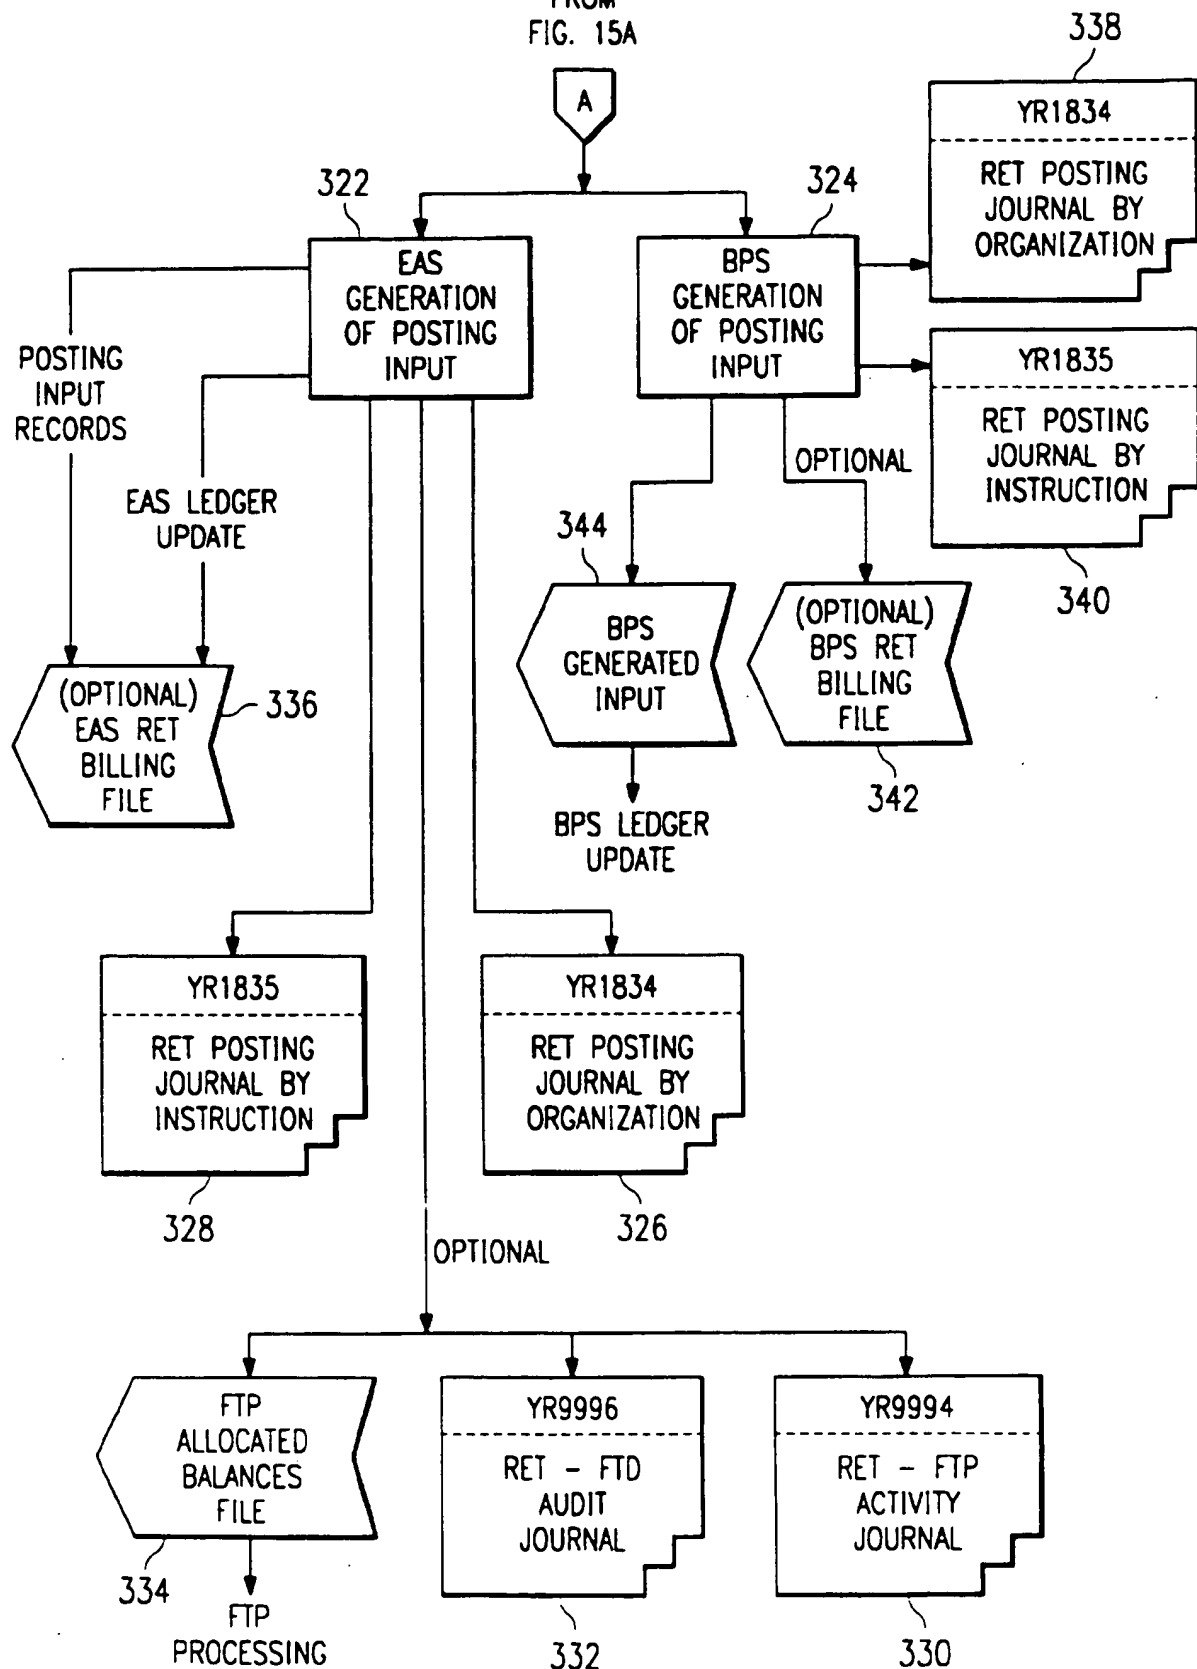 FROM
FIG. 15A
A
338
YR1834
RET POSTING
JOURNAL BY
ORGANIZATION
322
EAS
GENERATION
OF POSTING
INPUT
324
BPS
GENERATION
OF POSTING
INPUT
YR1835
RET POSTING
JOURNAL BY
INSTRUCTION
340
POSTING
INPUT
RECORDS
EAS LEDGER
UPDATE
OPTIONAL
344
BPS
GENERATED
INPUT
(OPTIONAL)
BPS RET
BILLING
FILE
342
(OPTIONAL)
EAS RET
BILLING
FILE
336
BPS LEDGER
UPDATE
YR1835
RET POSTING
JOURNAL BY
INSTRUCTION
328
YR1834
RET POSTING
JOURNAL BY
ORGANIZATION
326
OPTIONAL
FTP
ALLOCATED
BALANCES
FILE
334
FTP
PROCESSING
YR9996
RET - FTD
AUDIT
JOURNAL
332
YR9994
RET - FTP
ACTIVITY
JOURNAL
330